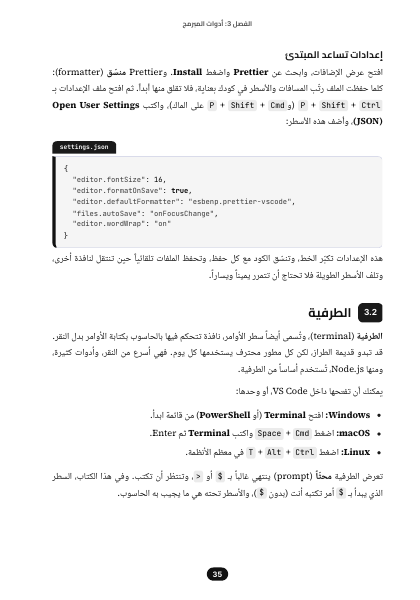 الفصل 3: أدوات المبرمج
إعدادات تساعد المبتدئ
افتح عرض الإضافات، وابحث عن Prettier واضغط Install. وPrettier منسّق (formatter):
كلما حفظت الملف رتّب المسافات والأسطر في كودك بعناية، فلا تقلق منها أبداً. ثم افتح ملف الإعدادات بـ
Ctrl + Shift + P (وCmd + Shift + P على الماك)، واكتب Open User Settings
(JSON)، وأضف هذه الأسطر:
settings.json
{
"editor.fontSize": 16,
"editor.formatOnSave": true,
"editor.defaultFormatter": "esbenp.prettier-vscode",
"files.autoSave": "onFocusChange",
"editor.wordWrap": "on"
}
هذه الإعدادات تكبّر الخط، وتنسّق الكود مع كل حفظ، وتحفظ الملفات تلقائياً حين تنتقل لنافذة أخرى،
وتلف الأسطر الطويلة فلا تحتاج أن تتمرر يميناً ويساراً.
3.2 الطرفية
الطرفية (terminal)، وتُسمى أيضاً سطر الأوامر، نافذة تتحكم فيها بالحاسوب بكتابة الأوامر بدل النقر.
قد تبدو قديمة الطراز، لكن كل مطور محترف يستخدمها كل يوم. فهي أسرع من النقر، وأدوات كثيرة،
ومنها Node.js، تُستخدم أساساً من الطرفية.
يمكنك أن تفتحها داخل VS Code، أو وحدها:
• Windows: افتح Terminal (أو PowerShell) من قائمة ابدأ.
• macOS: اضغط Cmd + Space واكتب Terminal ثم Enter.
• Linux: اضغط Ctrl + Alt + T في معظم الأنظمة.
تعرض الطرفية محثّاً (prompt) ينتهي غالباً بـ $ أو >، وتنتظر أن تكتب. وفي هذا الكتاب، السطر
الذي يبدأ بـ $ أمر تكتبه أنت (بدون $)، والأسطر تحته هي ما يجيب به الحاسوب.
35